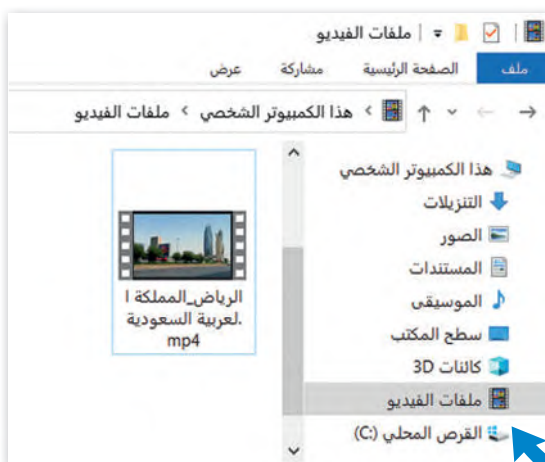 ملفات الفيديو
ملف الصفحة الرئيسية مشاركة عرض
هذا الكمبيوتر الشخصي ملفات الفيديو
هذا الكمبيوتر الشخصي
التنزيلات
الصور
المستندات
الموسيقى
سطح المكتب
كائنات 3D
ملفات الفيديو
القرص المحلي (C:)
الرياض_المملكة ا
لعربية السعودية.
mp4